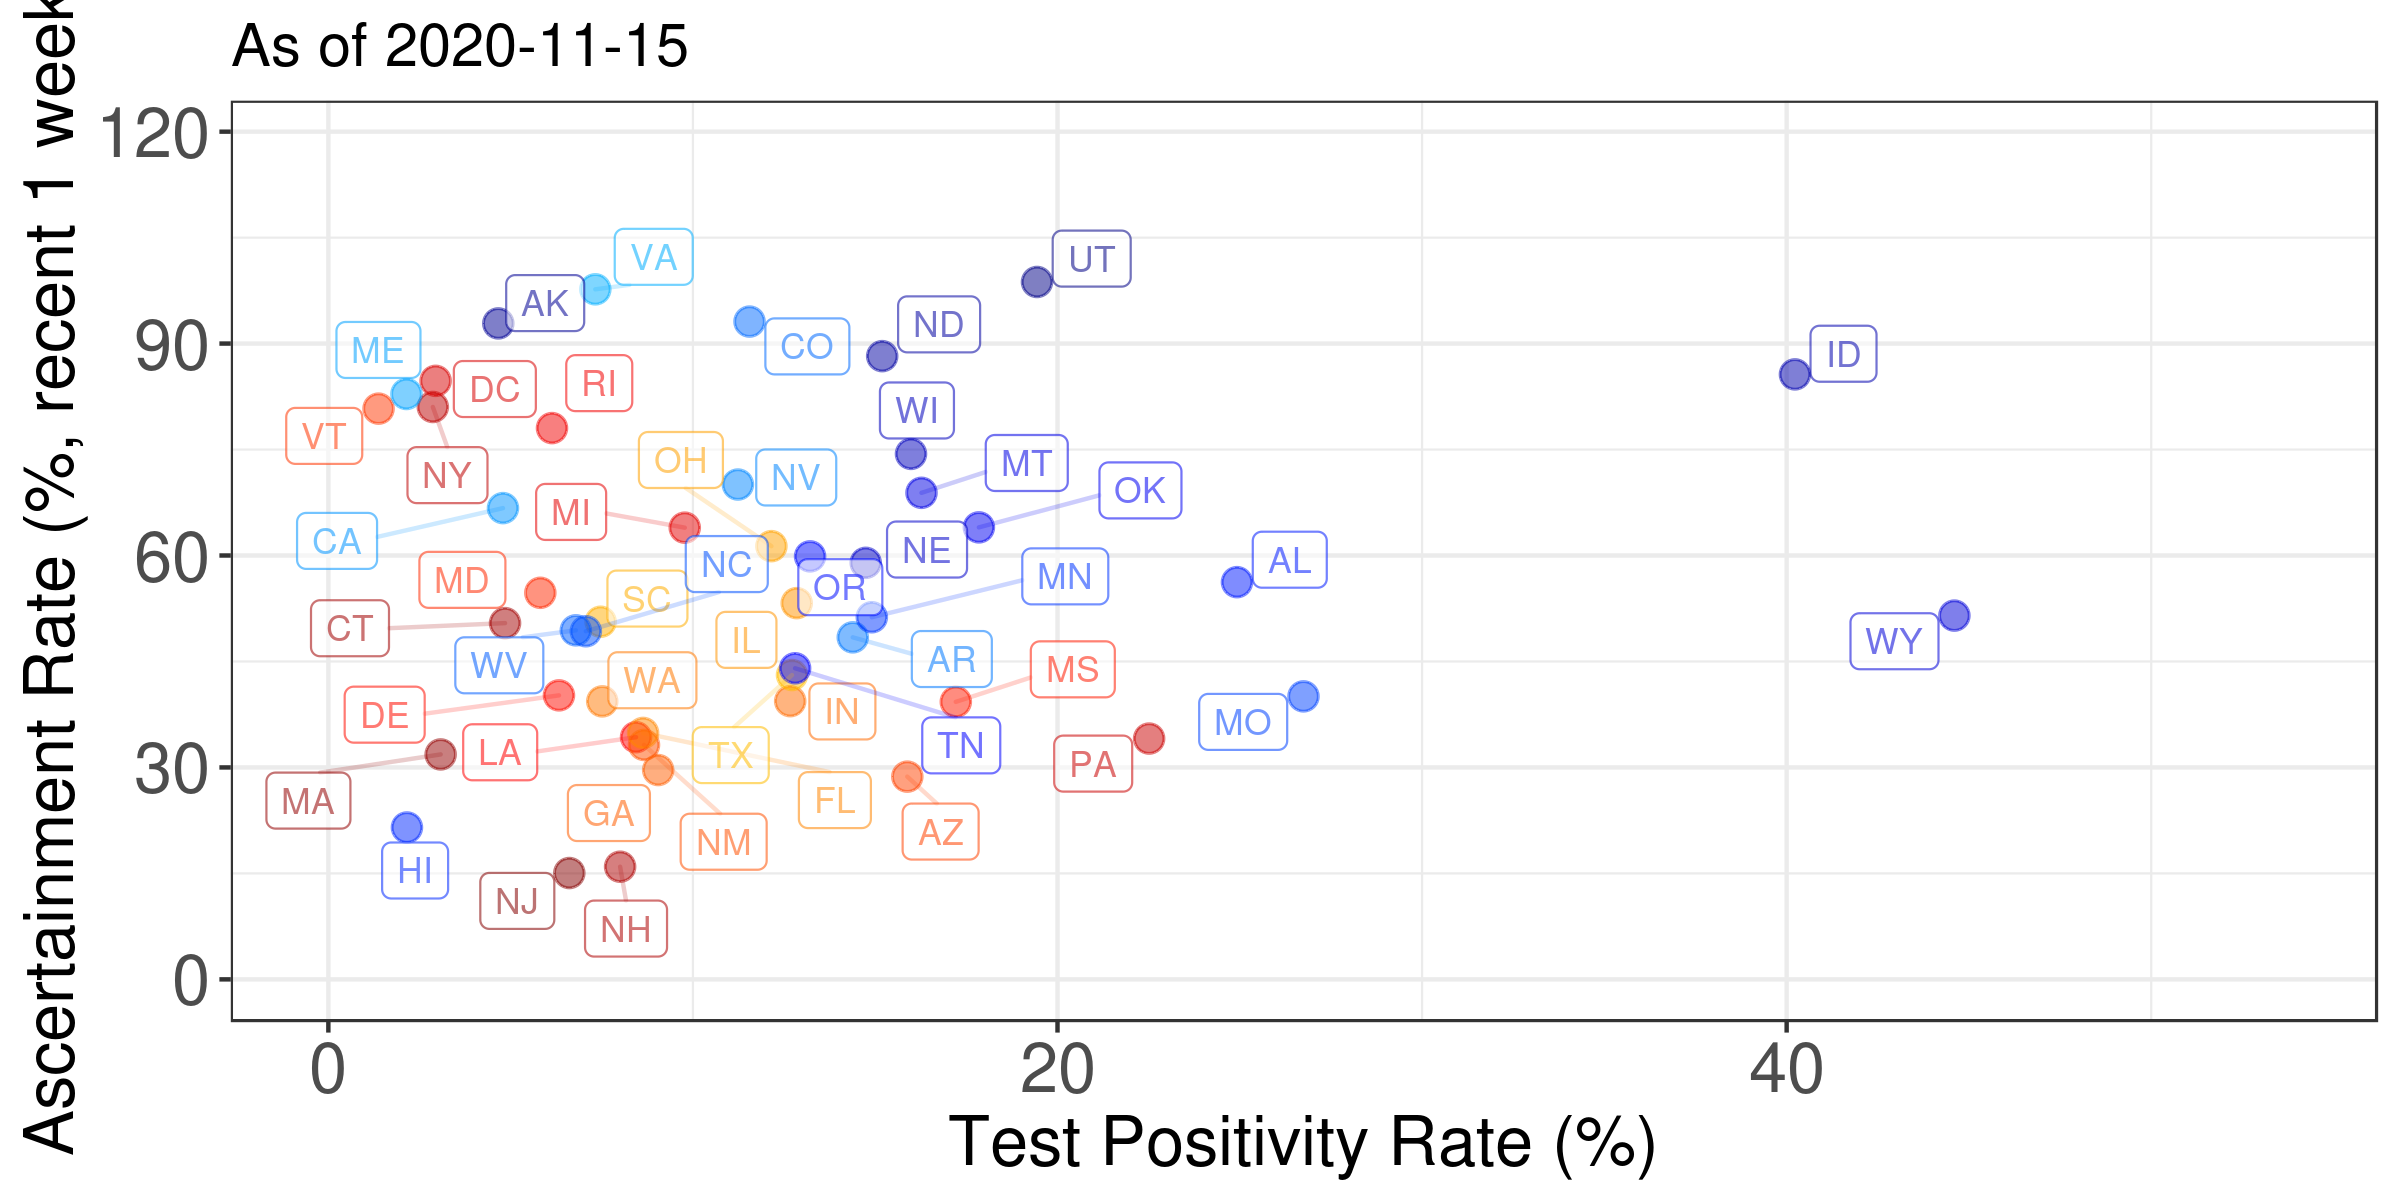 As of 2020-11-15
Ascertainment Rate (%, recent 1 week
120
90
60
30
0
VA
UT
AK
ND
ME
CO
ID
DC
RI
WI
VT
OH
MT
NY
NV
OK
MI
CA
NE
AL
NC
MN
MD
OR
SC
CT
IL
WY
WV
AR
MS
WA
DE
IN
MO
LA
TX
TN
PA
MA
FL
GA
AZ
NM
HI
NJ
NH
0
20
40
Test Positivity Rate (%)